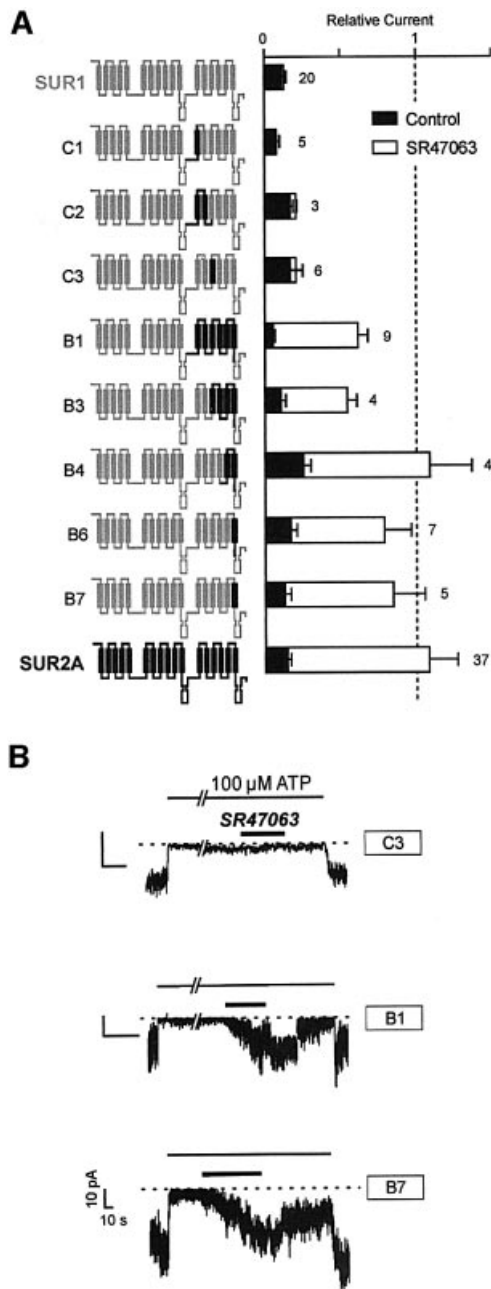 A
Relative Current
0 1
SUR1 20
Control
SR47063
C1 5
C2 3
C3 6
B1 9
B3 4
B4 4
B6 7
B7 5
SUR2A 37
B
100 µM ATP
SR47063
C3
B1
B7
10 pA
10 s